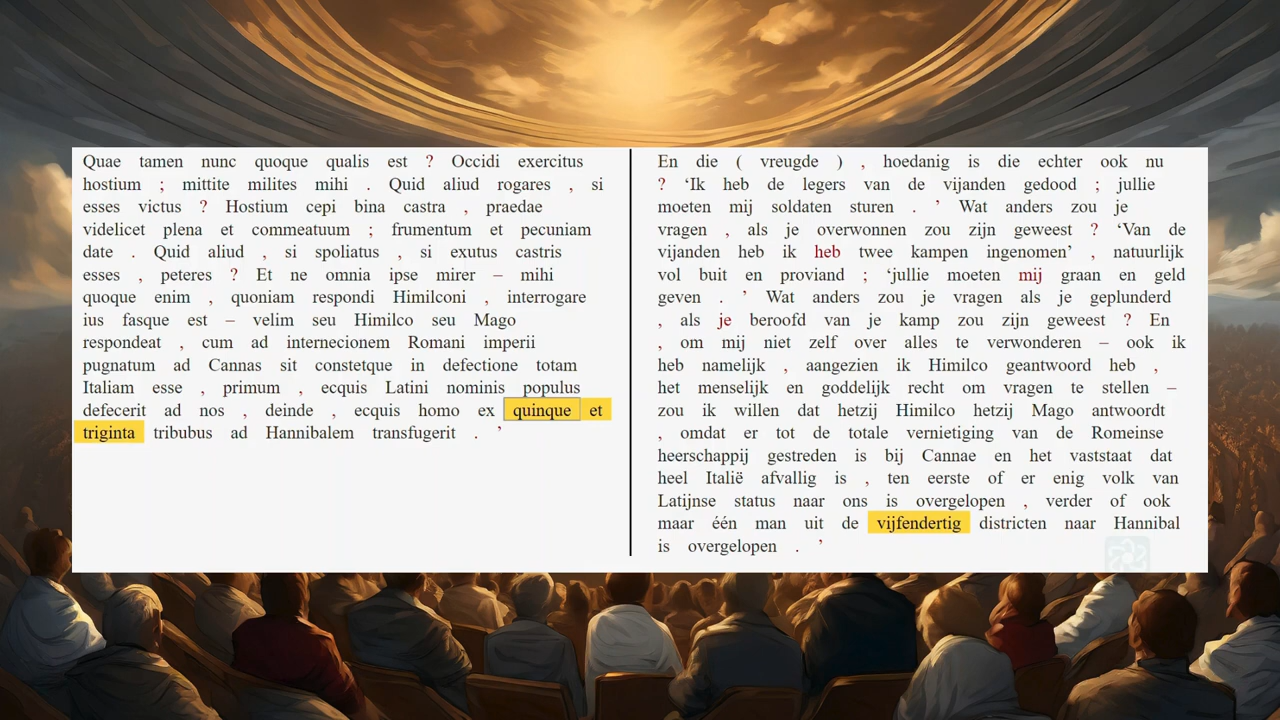 Quae tamen nunc quoque qualis est ? Occidi exercitus
hostium ; mittite milites mihi . Quid aliud rogares , si
esses victus ? Hostium cepi bina castra , praedae
videlicet plena et commeatuum ; frumentum et pecuniam
date . Quid aliud , si spoliatus , si exutus castris
esses , peteres ? Et ne omnia ipse mirer – mihi
quoque enim , quoniam respondi Himilconi , interrogare
ius fasque est – velim seu Himilco seu Mago
respondeat , cum ad internecionem Romani imperii
pugnatum ad Cannas sit constetque in defectione totam
Italiam esse , primum , ecquis Latini nominis populus
defecerit ad nos , deinde , ecquis homo ex quinque et
triginta tribubus ad Hannibalem transfugerit . ’
En die ( vreugde ) , hoedanig is die echter ook nu
? ‘Ik heb de legers van de vijanden gedood ; jullie
moeten mij soldaten sturen . ’ Wat anders zou je
vragen , als je overwonnen zou zijn geweest ? ‘Van de
vijanden heb ik heb twee kampen ingenomen’ , natuurlijk
vol buit en proviand ; ‘jullie moeten mij graan en geld
geven . ’ Wat anders zou je vragen als je geplunderd
, als je beroofd van je kamp zou zijn geweest ? En
, om mij niet zelf over alles te verwonderen – ook ik
heb namelijk , aangezien ik Himilco geantwoord heb ,
het menselijk en goddelijk recht om vragen te stellen –
zou ik willen dat hetzij Himilco hetzij Mago antwoordt
, omdat er tot de totale vernietiging van de Romeinse
heerschappij gestreden is bij Cannae en het vaststaat dat
heel Italië afvallig is , ten eerste of er enig volk van
Latijnse status naar ons is overgelopen , verder of ook
maar één man uit de vijfendertig districten naar Hannibal
is overgelopen . ’